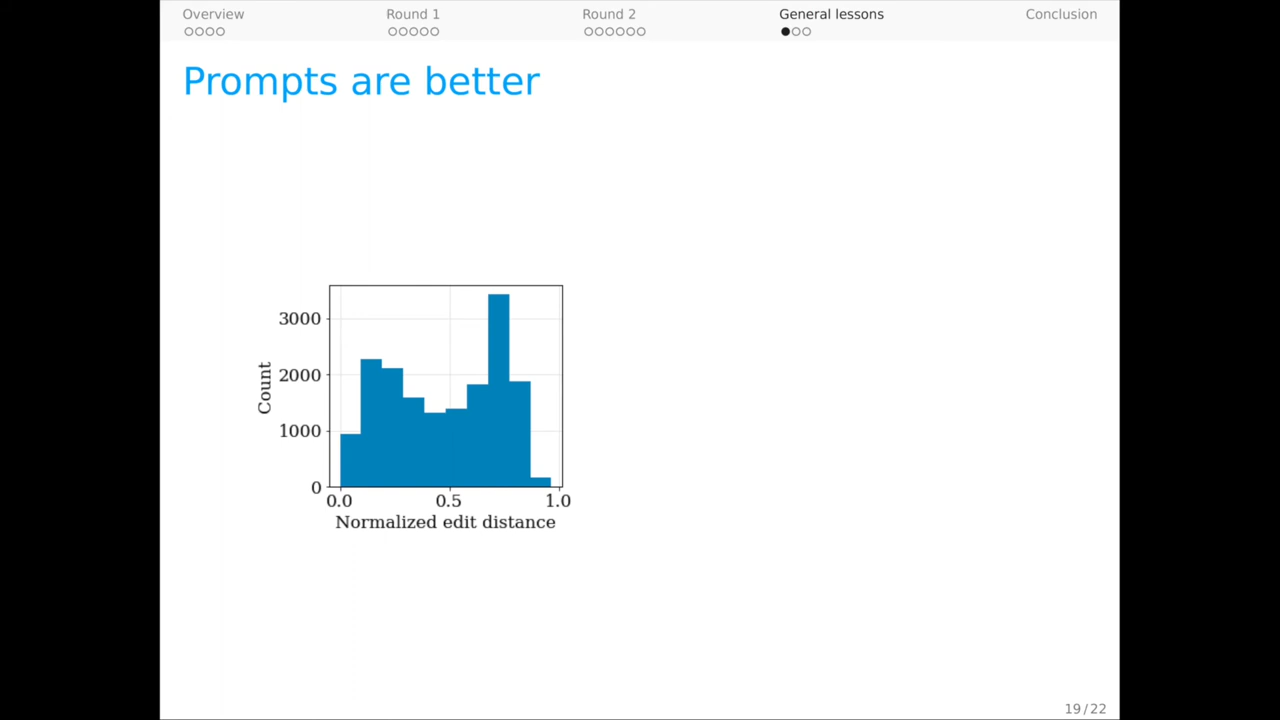 Overview
Round 1
Round 2
General lessons
Conclusion
Prompts are better
3000
2000
1000
0
Count
0.0
0.5
1.0
Normalized edit distance
19 / 22